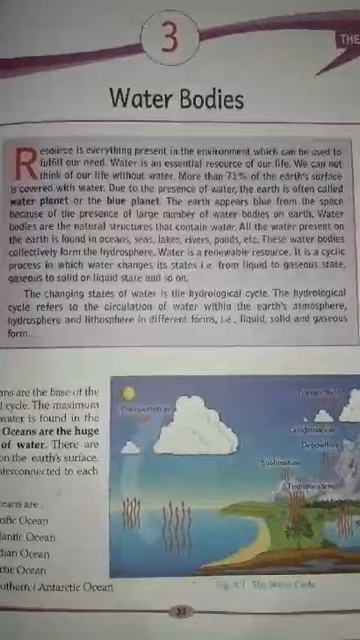 3
THE
Water Bodies
Resource is everything present in the environment which can be used to
fulfill our need. Water is an essential resource of our life. We can not
think of our life without water. More than 71% of the earth's surface
is covered with water. Due to the presence of water, the earth is often called
water planet or the blue planet. The earth appears blue from the space
because of the presence of large number of water bodies on earth. Water
bodies are the natural structures that contain water. All the water present on
the earth is found in oceans, seas, lakes, rivers, ponds, etc. These water bodies
collectively form the hydrosphere. Water is a renewable resource. It is a cyclic
process in which water changes its states i.e from liquid to gaseous state,
gaseous to solid or liquid state and so on.
The changing states of water is the hydrological cycle. The hydrological
cycle refers to the circulation of water within the earth's atmosphere,
hydrosphere and lithosphere in different forms, i.e., liquid, solid and gaseous
form.
ans are the base of the
l cycle. The maximum
water is found in the
Oceans are the huge
of water. There are
on the earth's surface.
nterconnected to each
ceans are
cific Ocean
lantic Ocean
dian Ocean
ctic Ocean
uthern / Antarctic Ocean
Transportation
Condensation
Deposition
Sublimation
Transpiration
The Water Cycle